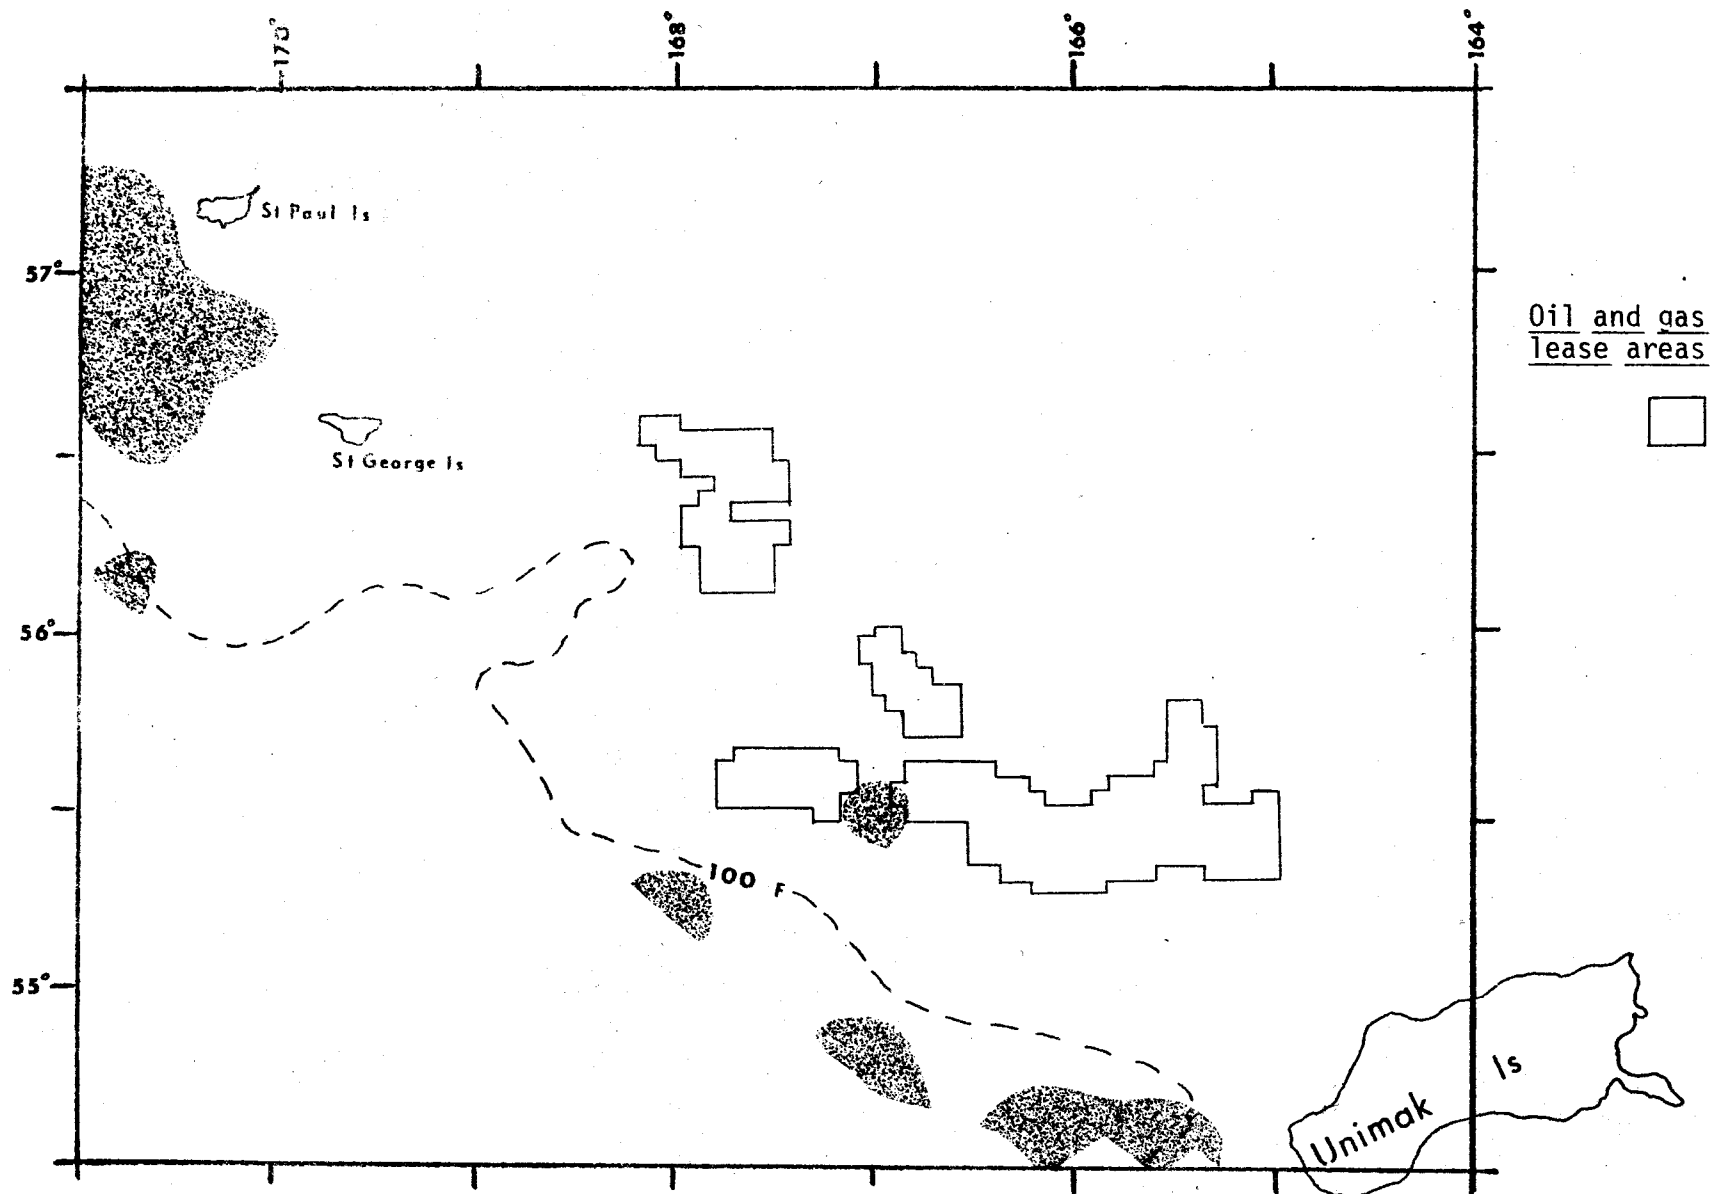 170°
168°
166°
164°
St Paul Is
57°
Oil and gas
lease areas
St George Is
56°
100 F
55°
Unimak Is